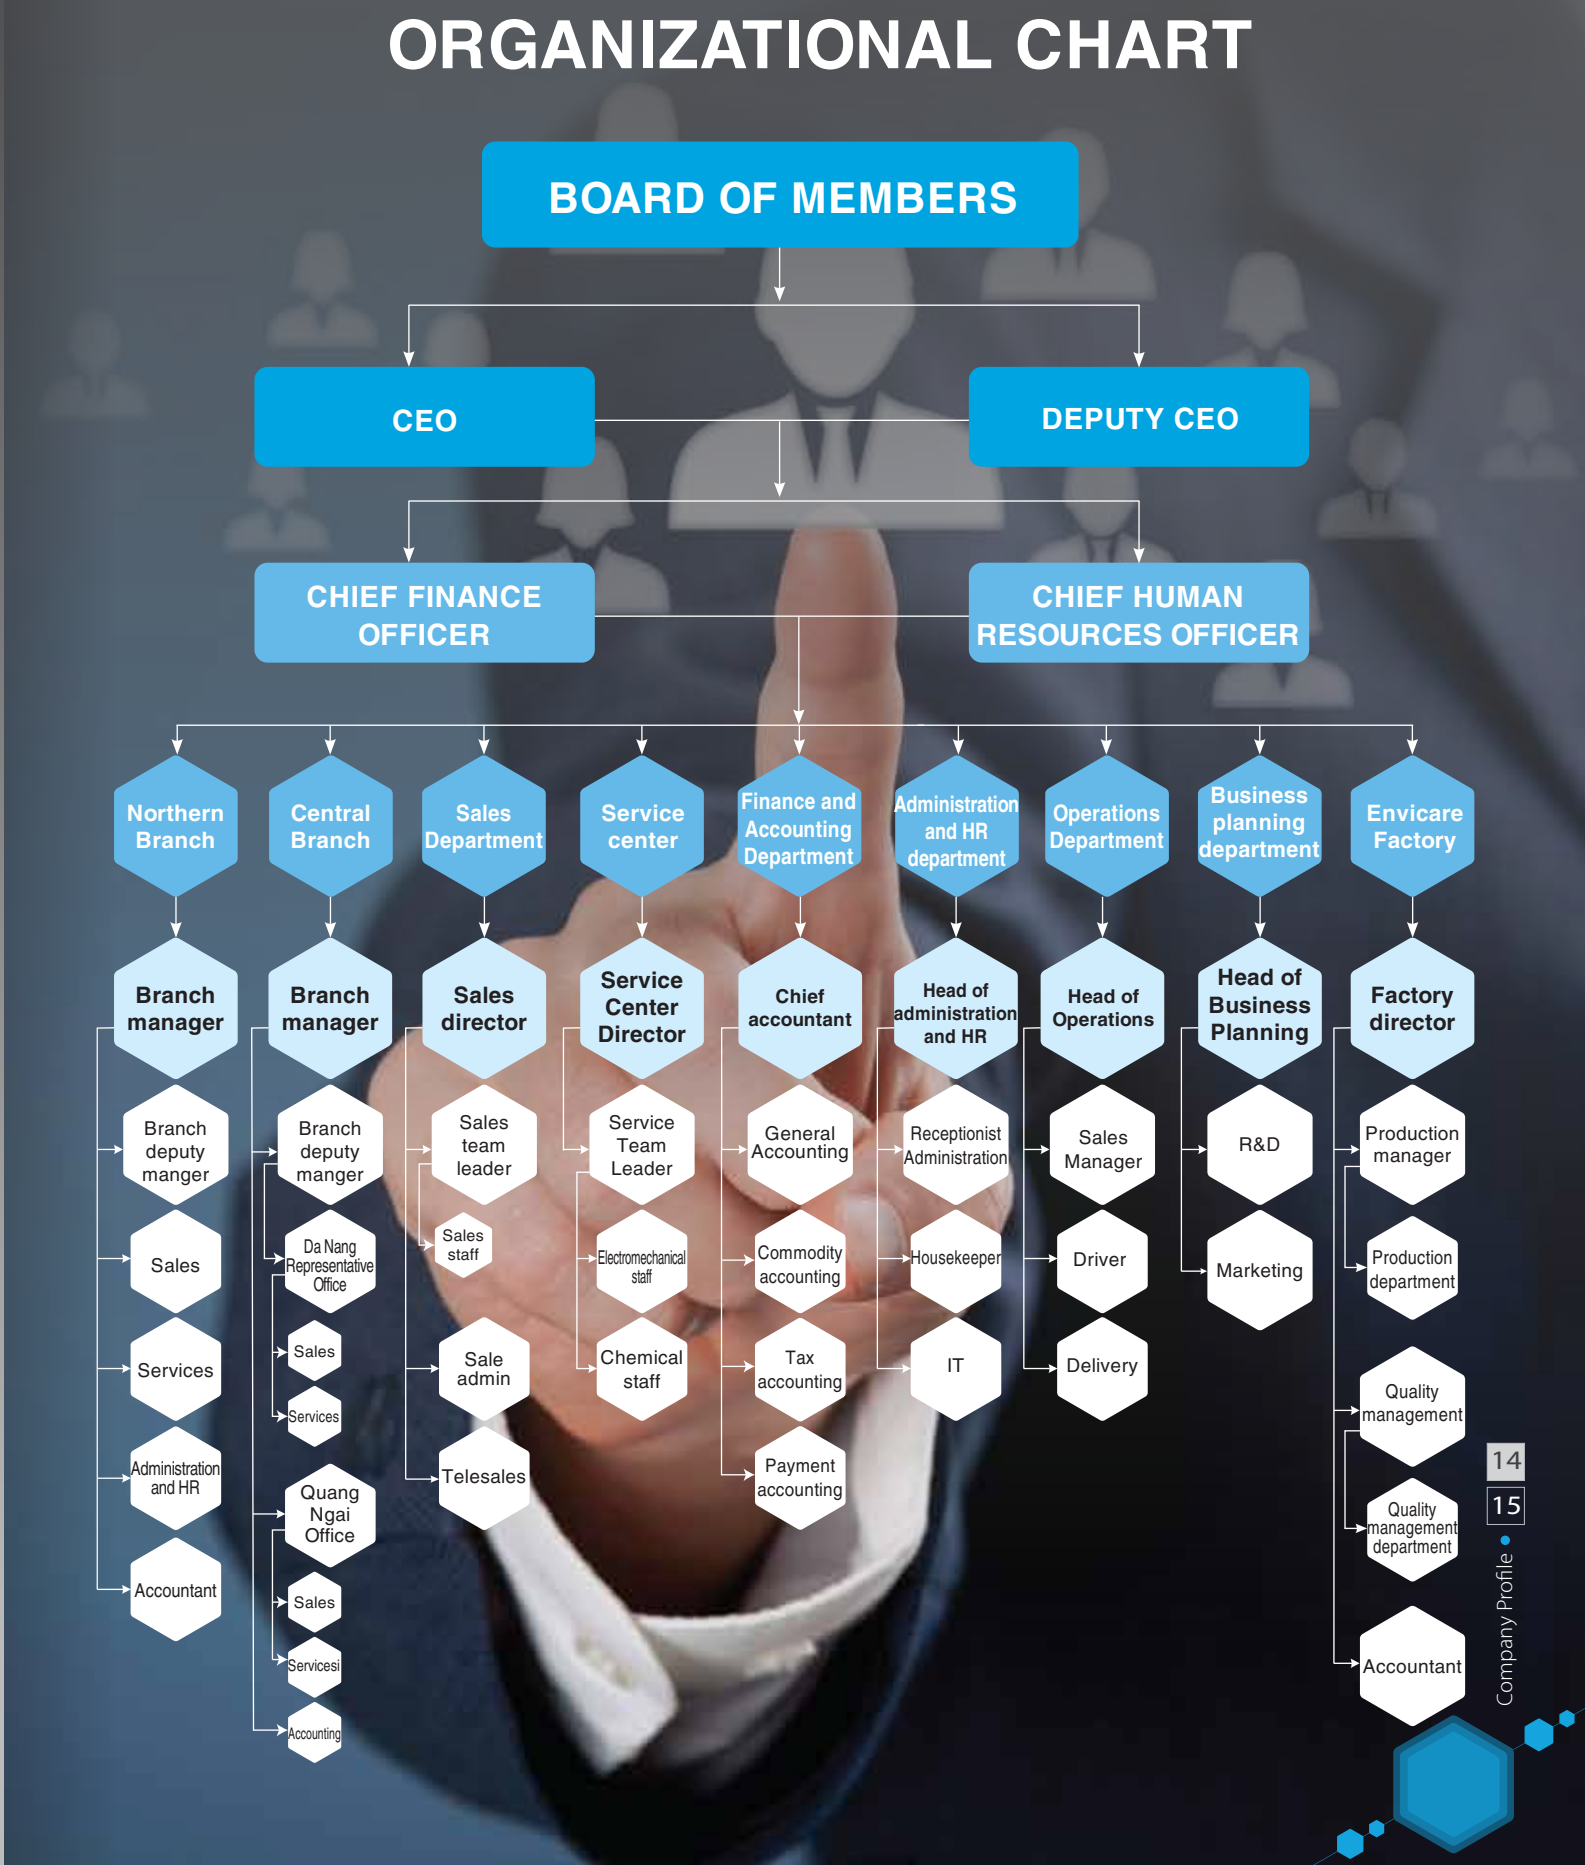 ORGANIZATIONAL CHART
BOARD OF MEMBERS
CEO
DEPUTY CEO
CHIEF FINANCE
OFFICER
CHIEF HUMAN
RESOURCES OFFICER
Northern
Branch
Central
Branch
Sales
Department
Service
center
Finance and
Accounting
Department
Administration
and HR
department
Operations
Department
Business
planning
department
Envicare
Factory
Branch
manager
Branch
manager
Sales
director
Service
Center
Director
Chief
accountant
Head of
administration
and HR
Head of
Operations
Head of
Business
Planning
Factory
director
Branch
deputy
manger
Sales
Services
Administration
and HR
Accountant
Branch
deputy
manger
Da Nang
Representative
Office
Sales
Services
Quang
Ngai
Office
Sales
Servicesi
Accounting
Sales
team
leader
Sales
staff
Sale
admin
Telesales
Service
Team
Leader
Electromechanical
staff
Chemical
staff
General
Accounting
Commodity
accounting
Tax
accounting
Payment
accounting
Receptionist
Administration
Housekeeper
IT
Sales
Manager
Driver
Delivery
R&D
Marketing
Production
manager
Production
department
Quality
management
Quality
management
department
Accountant
14
15
Company Profile